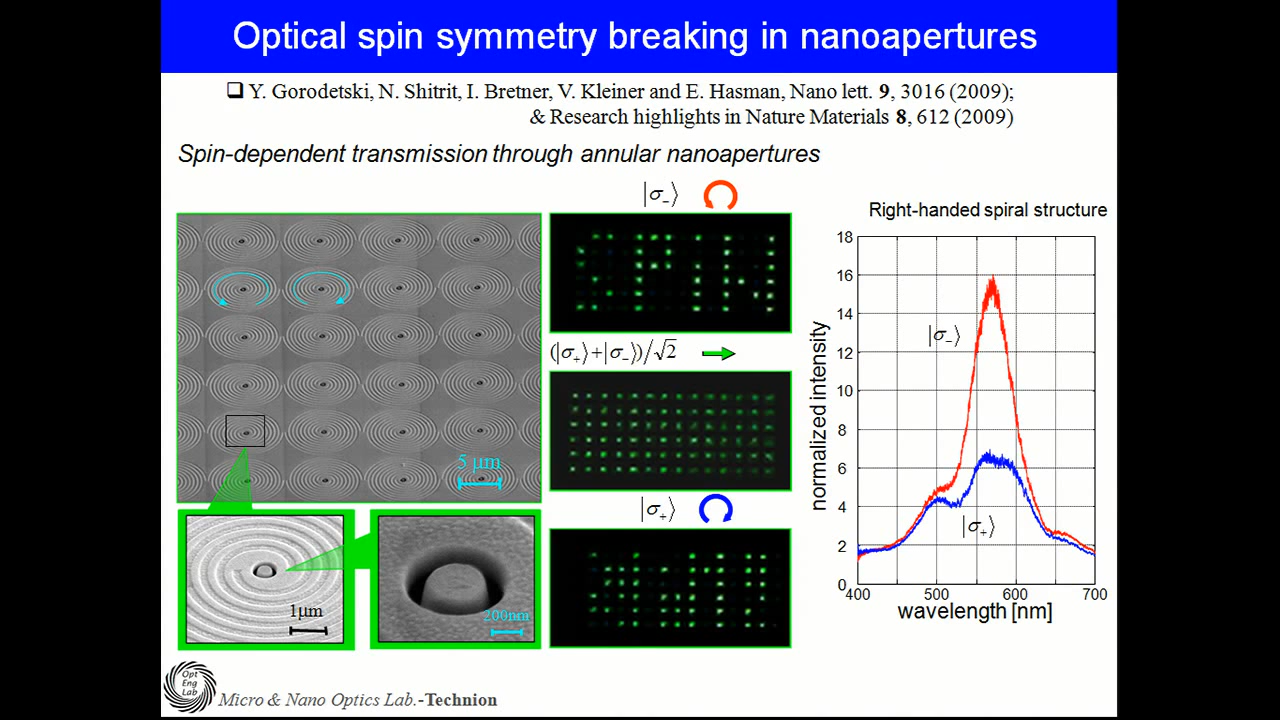 Optical spin symmetry breaking in nanoapertures
❑ Y. Gorodetski, N. Shitrit, I. Bretner, V. Kleiner and E. Hasman, Nano lett. 9, 3016 (2009);
& Research highlights in Nature Materials 8, 612 (2009)
Spin-dependent transmission through annular nanoapertures
|σ₋⟩
SPIN
(|σ₊⟩+|σ₋⟩)/√2
|σ₊⟩
5 μm
1μm
200nm
Right-handed spiral structure
normalized intensity
18
16
14
12
10
8
6
4
2
0
|σ₋⟩
|σ₊⟩
400 500 600 700
wavelength [nm]
Opt
Eng
Lab
Micro & Nano Optics Lab.-Technion